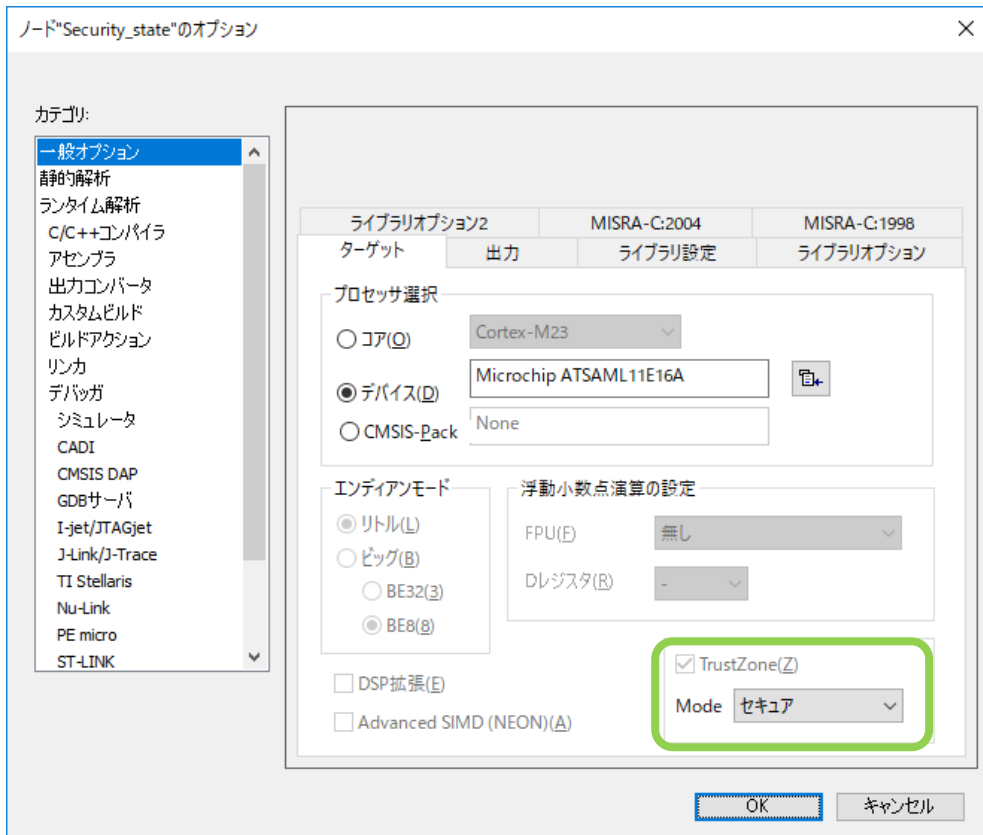 ノード"Security_state"のオプション
カテゴリ:
一般オプション
静的解析
ランタイム解析
C/C++コンパイラ
アセンブラ
出力コンバータ
カスタムビルド
ビルドアクション
リンカ
デバッガ
シミュレータ
CADI
CMSIS DAP
GDBサーバ
I-jet/JTAGjet
J-Link/J-Trace
TI Stellaris
Nu-Link
PE micro
ST-LINK
ライブラリオプション2 MISRA-C:2004 MISRA-C:1998
ターゲット 出力 ライブラリ設定 ライブラリオプション
プロセッサ選択
コア(O) Cortex-M23
デバイス(D) Microchip ATSAML11E16A
CMSIS-Pack None
エンディアンモード
リトル(L)
ビッグ(B)
BE32(3)
BE8(8)
浮動小数点演算の設定
FPU(F) 無し
Dレジスタ(R) -
DSP拡張(E)
Advanced SIMD (NEON)(A)
TrustZone(Z)
Mode セキュア
OK キャンセル